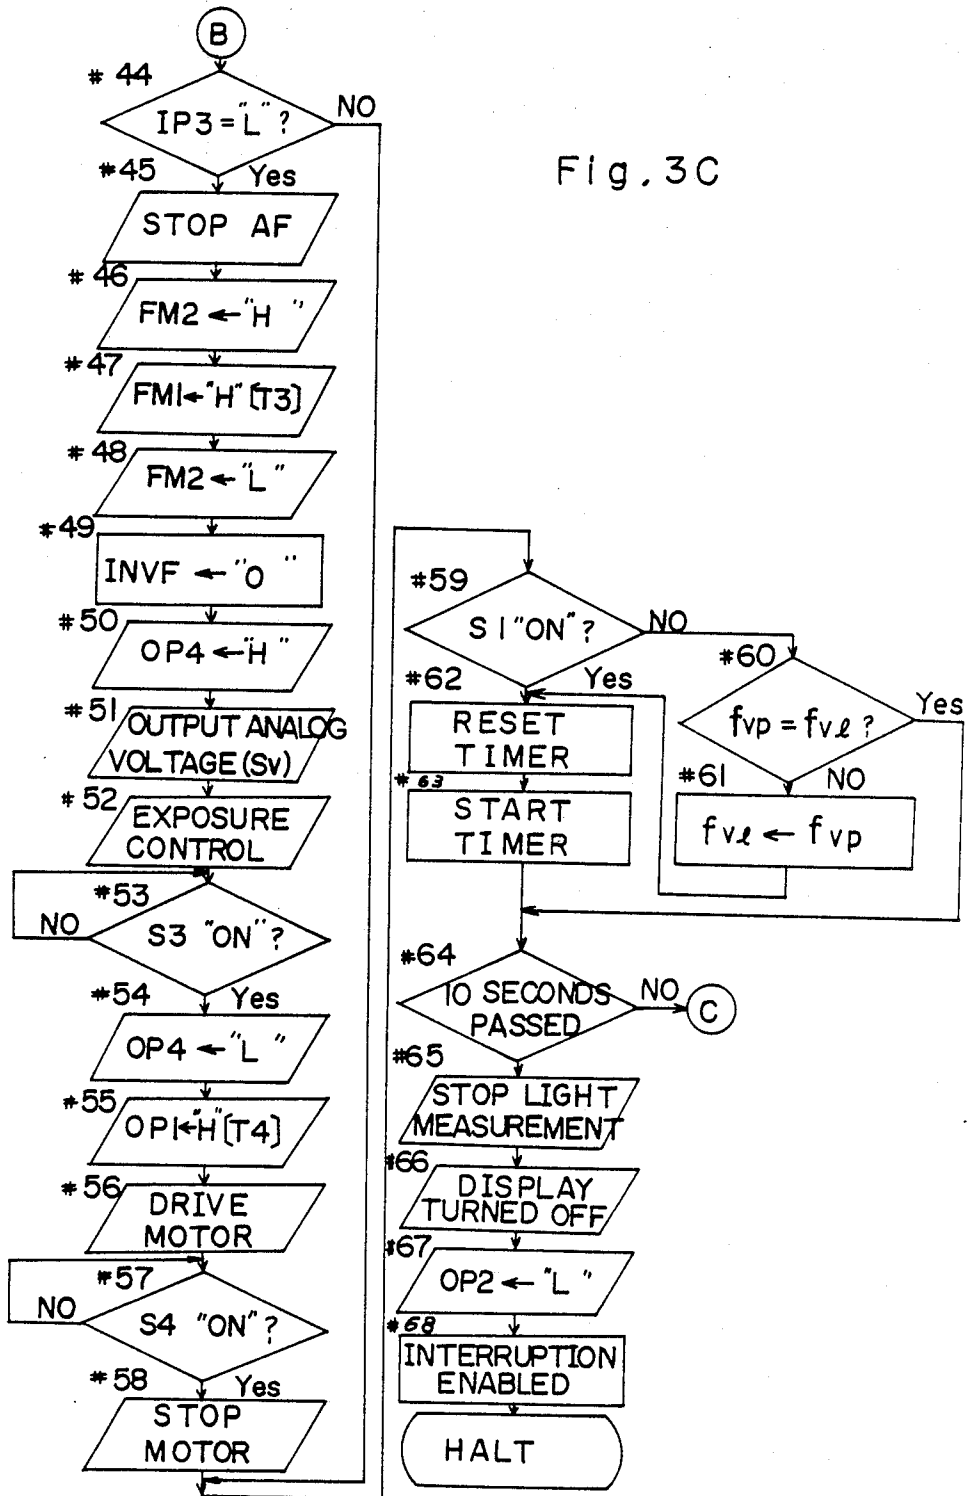 B
# 44
IP3="L"?
NO
#45
Yes
STOP AF
#46
FM2 ← "H "
#47
FM1←"H"[T3]
#48
FM2 ← "L "
#49
INVF ← "0 "
#50
OP4 ← "H"
#51
OUTPUT ANALOG
VOLTAGE(Sv)
#52
EXPOSURE
CONTROL
#53
S3 "ON"?
NO
#54
Yes
OP4 ← "L "
#55
OP1←"H"[T4]
#56
DRIVE
MOTOR
#57
S4 "ON"?
NO
#58
Yes
STOP
MOTOR
Fig. 3C
#59
S1"ON"?
NO
#60
fvp = fvℓ ?
Yes
#61
NO
fvℓ ← fvp
#62
Yes
RESET
TIMER
#63
START
TIMER
#64
10 SECONDS
PASSED
NO
C
#65
STOP LIGHT
MEASUREMENT
#66
DISPLAY
TURNED OFF
#67
OP2 ← "L "
#68
INTERRUPTION
ENABLED
HALT